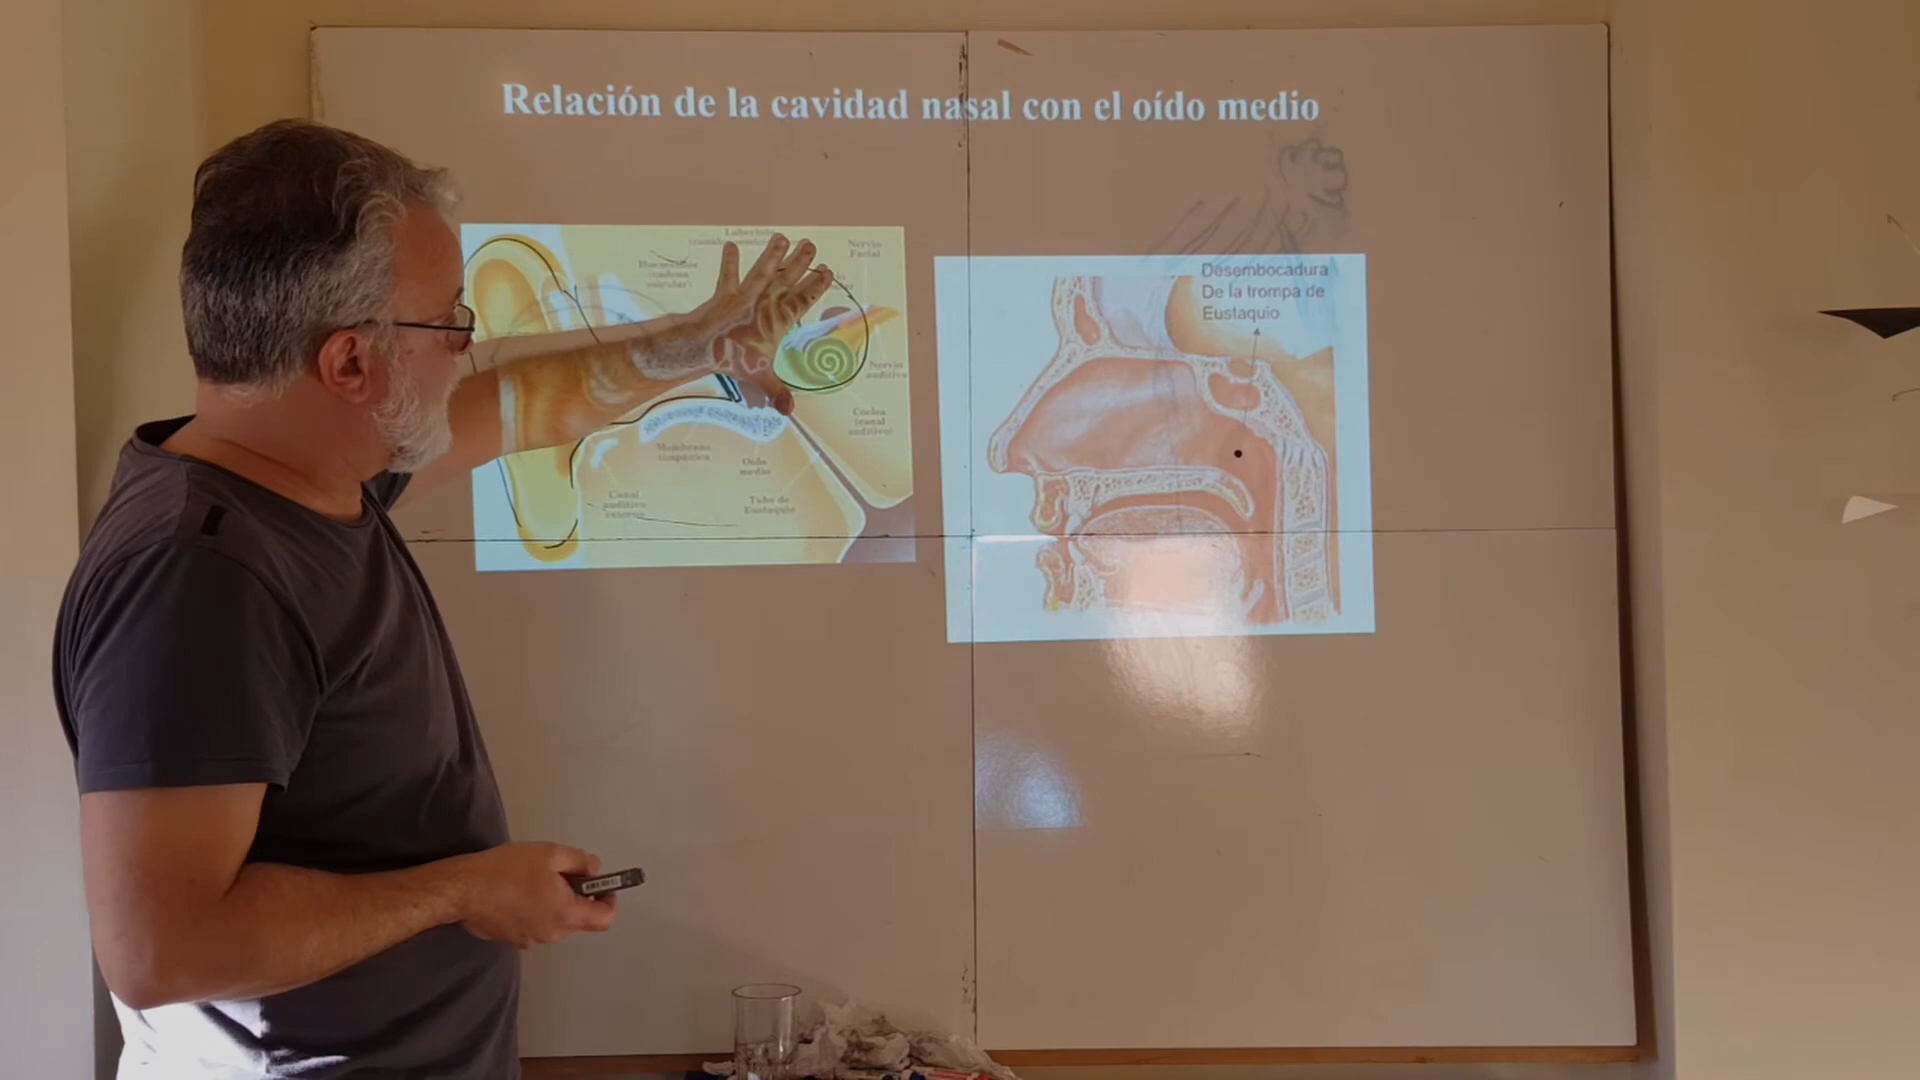 Relación de la cavidad nasal con el oído medio
Nervio
Facial
Nervio
auditivo
Cóclea
(canal
auditivo)
Membrana
timpánica
Oído
medio
Canal
auditivo
externo
Tubo de
Eustaquio
Desembocadura
De la trompa de
Eustaquio